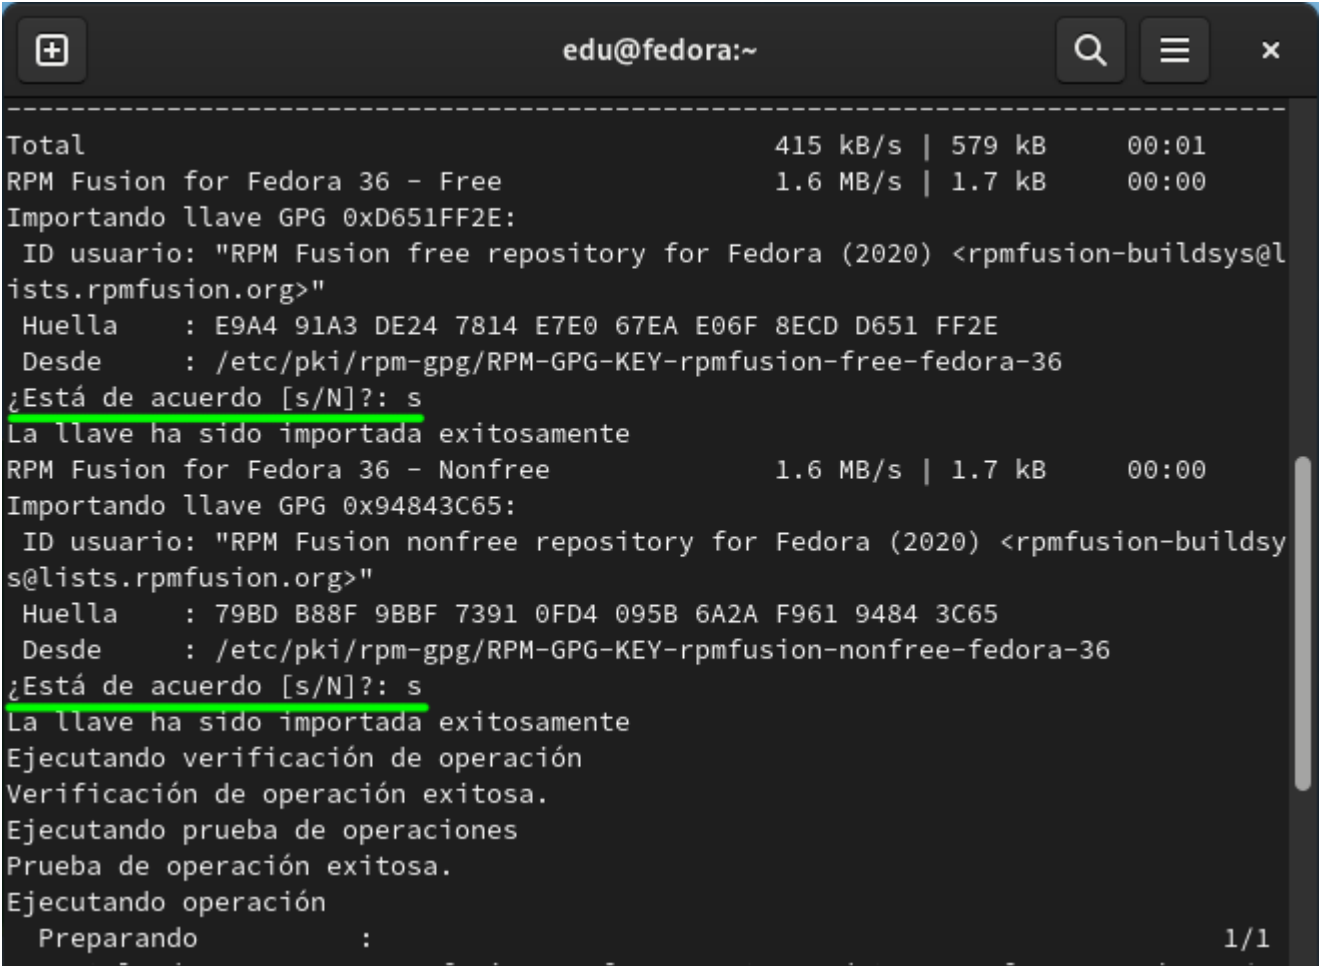 edu@fedora:~
--------------------------------------------------------------------------------
Total                                           415 kB/s | 579 kB     00:01
RPM Fusion for Fedora 36 - Free                 1.6 MB/s | 1.7 kB     00:00
Importando llave GPG 0xD651FF2E:
 ID usuario: "RPM Fusion free repository for Fedora (2020) <rpmfusion-buildsys@l
ists.rpmfusion.org>"
 Huella    : E9A4 91A3 DE24 7814 E7E0 67EA E06F 8ECD D651 FF2E
 Desde     : /etc/pki/rpm-gpg/RPM-GPG-KEY-rpmfusion-free-fedora-36
¿Está de acuerdo [s/N]?: s
La llave ha sido importada exitosamente
RPM Fusion for Fedora 36 - Nonfree              1.6 MB/s | 1.7 kB     00:00
Importando llave GPG 0x94843C65:
 ID usuario: "RPM Fusion nonfree repository for Fedora (2020) <rpmfusion-buildsy
s@lists.rpmfusion.org>"
 Huella    : 79BD B88F 9BBF 7391 0FD4 095B 6A2A F961 9484 3C65
 Desde     : /etc/pki/rpm-gpg/RPM-GPG-KEY-rpmfusion-nonfree-fedora-36
¿Está de acuerdo [s/N]?: s
La llave ha sido importada exitosamente
Ejecutando verificación de operación
Verificación de operación exitosa.
Ejecutando prueba de operaciones
Prueba de operación exitosa.
Ejecutando operación
  Preparando          :                                                     1/1